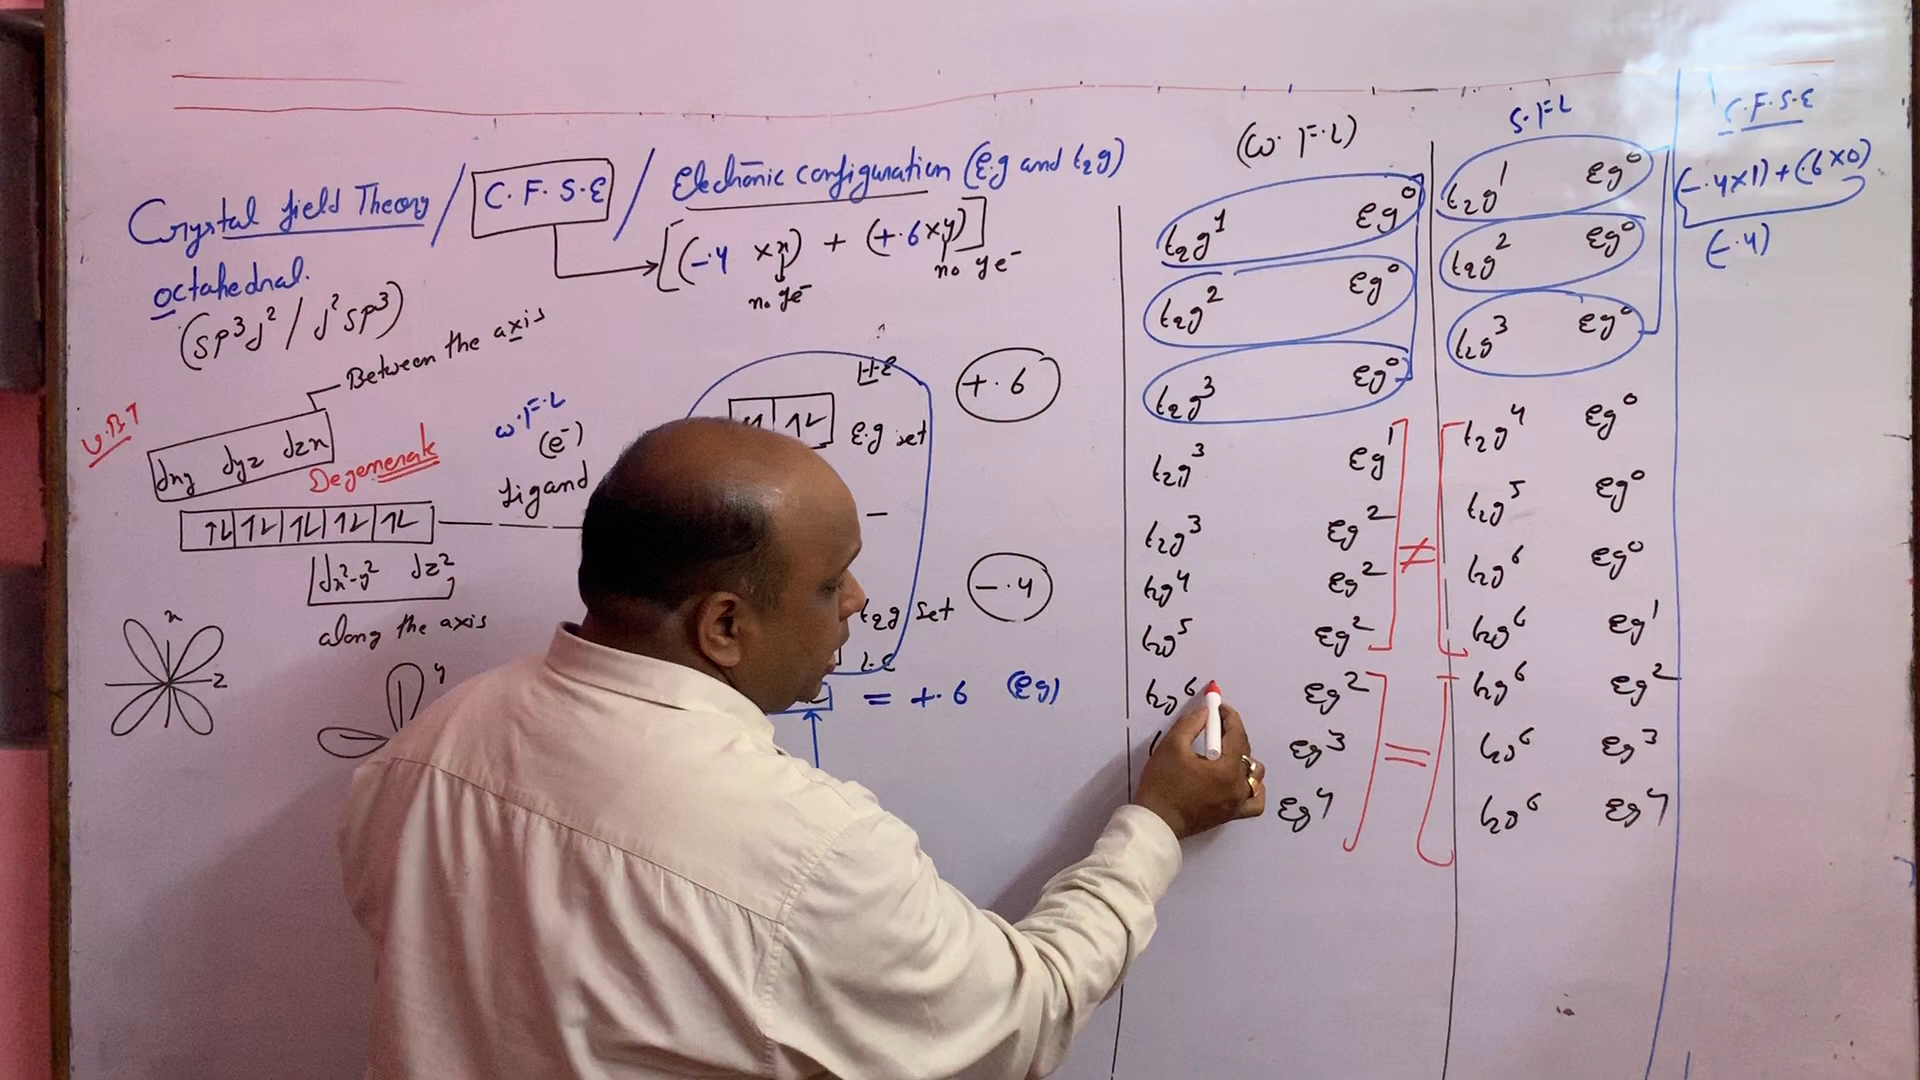 Crystal field Theory / C.F.S.E / Electronic configuration (E.g and t2g)
[(-.4 × x) + (+.6 × y)]
no of e⁻ no of e⁻
octahedral.
(sp³d² / d²sp³)
Between the axis
V.B.T
dxy dyz dzx
Degenerate
w.F.L
(e⁻)
Ligand
↑↓ ↑↓ ↑↓ ↑↓ ↑↓
dx²-y² dz²
along the axis
x
z
y
H.E
↑↓
E.g set
+.6
-.4
t2g set
L.E
= +.6 (Eg)
(w.F.L)
t2g¹ Eg⁰
t2g² Eg⁰
t2g³ Eg⁰
t2g³ Eg¹
t2g³ Eg²
t2g⁴ Eg²
t2g⁵ Eg²
t2g⁶ Eg²
Eg³
Eg⁴
≠
=
S.F.L
t2g¹ Eg⁰
t2g² Eg⁰
t2g³ Eg⁰
t2g⁴ Eg⁰
t2g⁵ Eg⁰
t2g⁶ Eg⁰
t2g⁶ Eg¹
t2g⁶ Eg²
t2g⁶ Eg³
t2g⁶ Eg⁴
C.F.S.E
(-.4×1) + (.6×0)
(-.4)